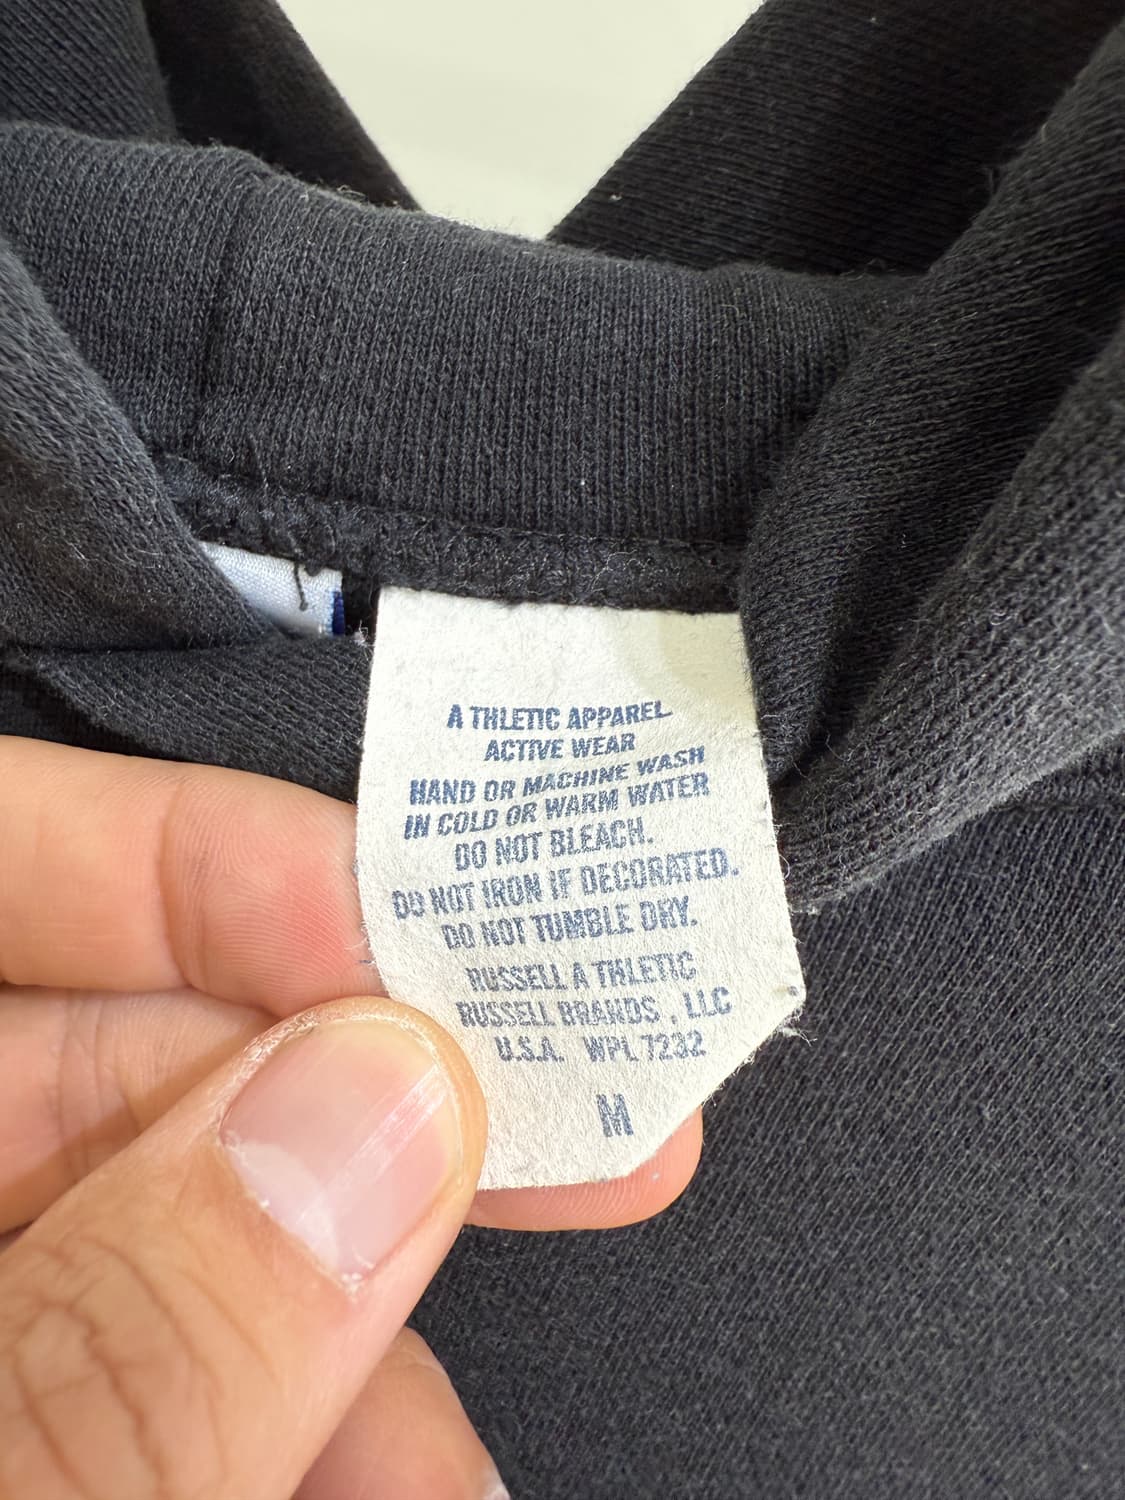 A THLETIC APPAREL
ACTIVE WEAR
HAND OR MACHINE WASH
IN COLD OR WARM WATER
DO NOT BLEACH.
DO NOT IRON IF DECORATED.
DO NOT TUMBLE DRY.
RUSSELL A THLETIC
RUSSELL BRANDS , LLC
U.S.A. WPL 7232
M